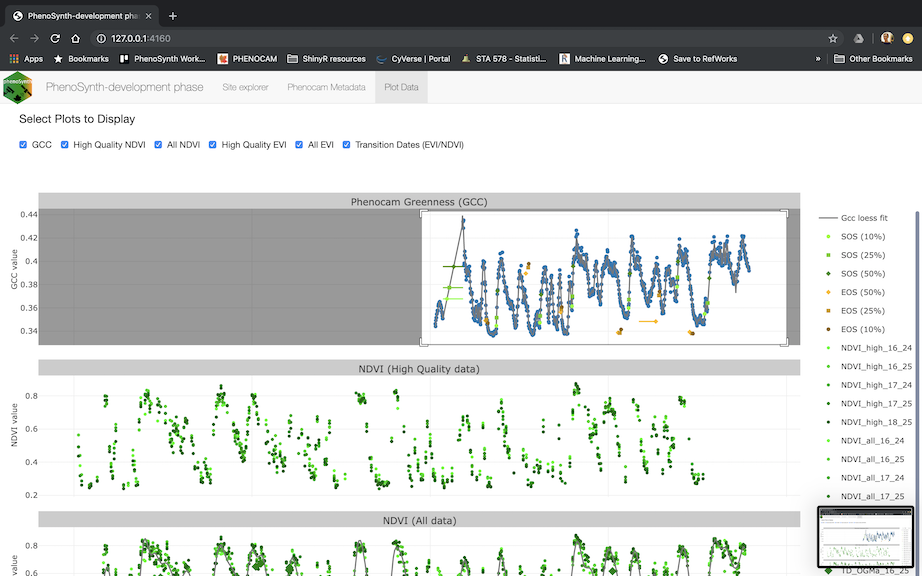 PhenoSynth-development pha
127.0.0.1:4160
Apps Bookmarks PhenoSynth Work... PHENOCAM ShinyR resources CyVerse | Portal STA 578 - Statisti... Machine Learning... Save to RefWorks » Other Bookmarks
phenoSynth
PhenoSynth-development phase Site explorer Phenocam Metadata Plot Data
Select Plots to Display
GCC High Quality NDVI All NDVI High Quality EVI All EVI Transition Dates (EVI/NDVI)
Phenocam Greenness (GCC)
0.44
0.42
0.4
0.38
0.36
0.34
GCC value
NDVI (High Quality data)
0.8
0.6
0.4
0.2
NDVI value
NDVI (All data)
0.8
0.6
value
Gcc loess fit
SOS (10%)
SOS (25%)
SOS (50%)
EOS (50%)
EOS (25%)
EOS (10%)
NDVI_high_16_24
NDVI_high_16_25
NDVI_high_17_24
NDVI_high_17_25
NDVI_high_18_25
NDVI_all_16_24
NDVI_all_16_25
NDVI_all_17_24
NDVI_all_17_25
TD_OGMa_16_25